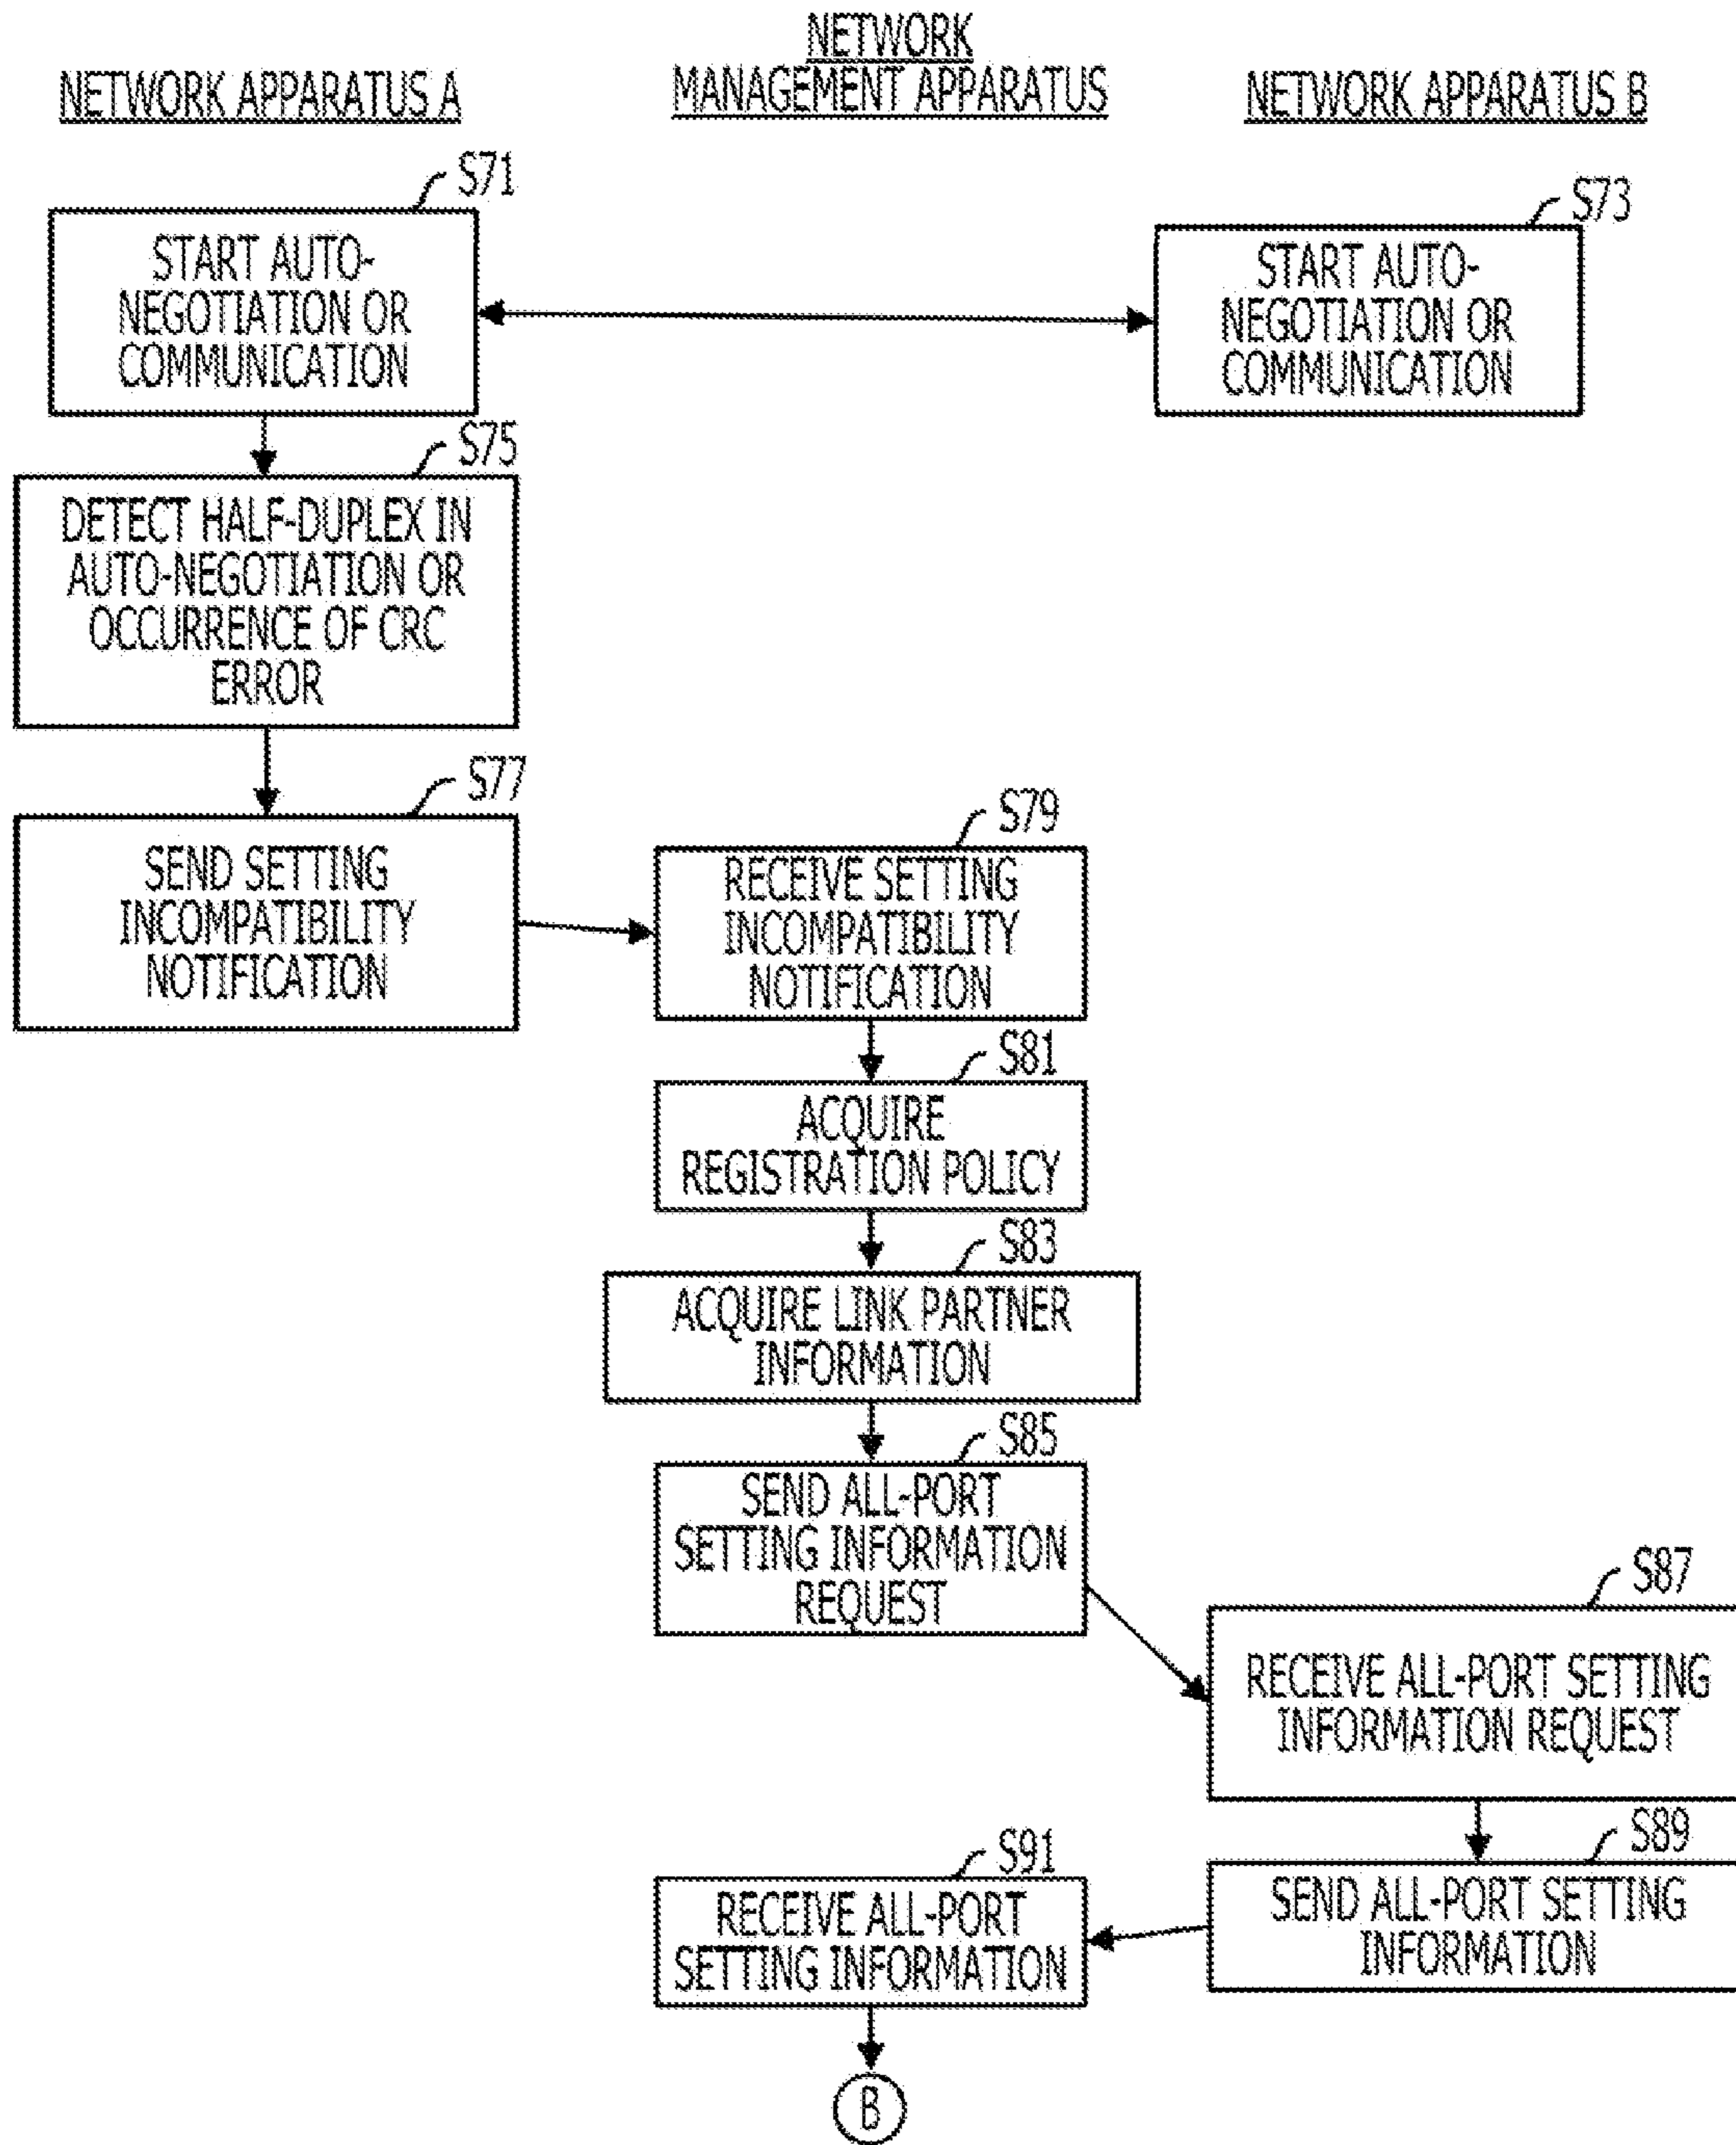 NETWORK APPARATUS A
NETWORK
MANAGEMENT APPARATUS
NETWORK APPARATUS B
S71
START AUTO-
NEGOTIATION OR
COMMUNICATION
S73
START AUTO-
NEGOTIATION OR
COMMUNICATION
S75
DETECT HALF-DUPLEX IN
AUTO-NEGOTIATION OR
OCCURRENCE OF CRC
ERROR
S77
SEND SETTING
INCOMPATIBILITY
NOTIFICATION
S79
RECEIVE SETTING
INCOMPATIBILITY
NOTIFICATION
S81
ACQUIRE
REGISTRATION POLICY
S83
ACQUIRE LINK PARTNER
INFORMATION
S85
SEND ALL-PORT
SETTING INFORMATION
REQUEST
S87
RECEIVE ALL-PORT SETTING
INFORMATION REQUEST
S89
SEND ALL-PORT SETTING
INFORMATION
S91
RECEIVE ALL-PORT
SETTING INFORMATION
B